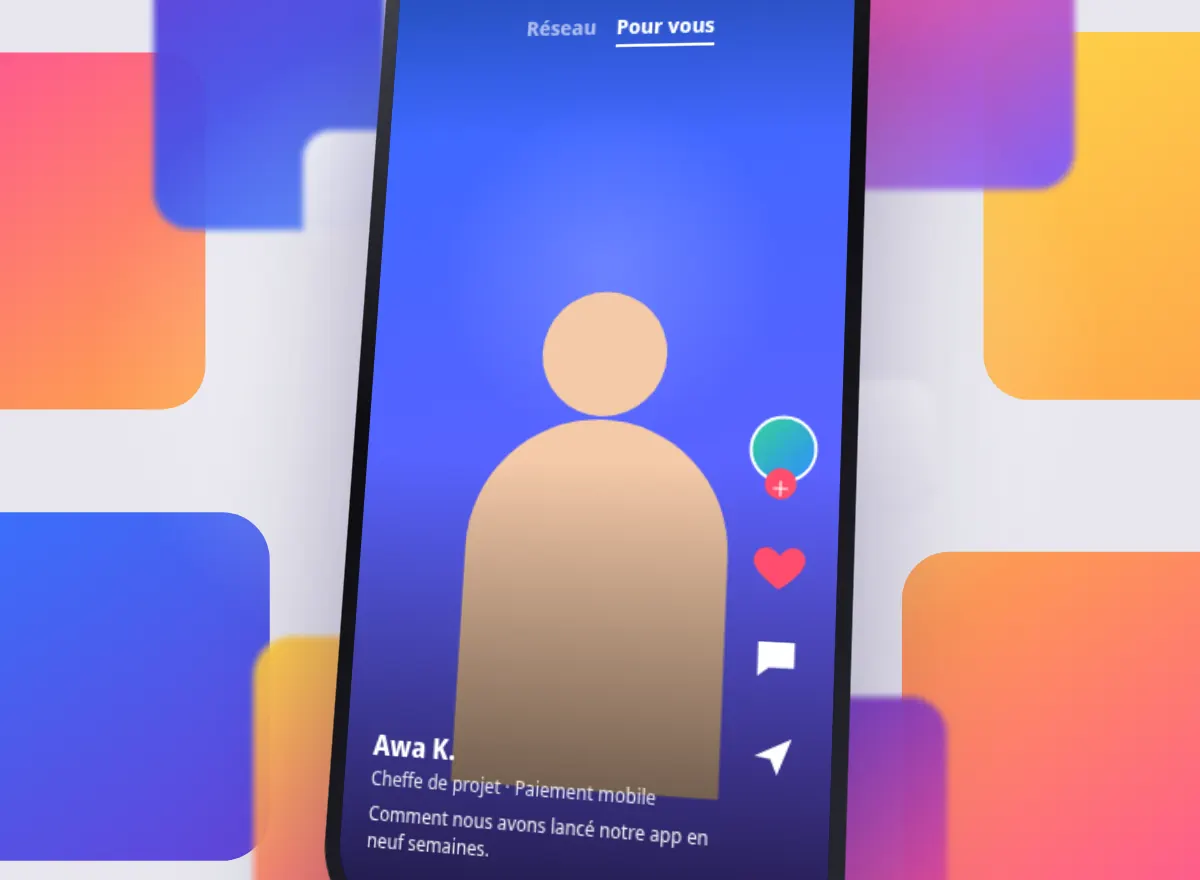 Réseau Pour vous
Awa K.
Cheffe de projet · Paiement mobile
Comment nous avons lancé notre app en
neuf semaines.